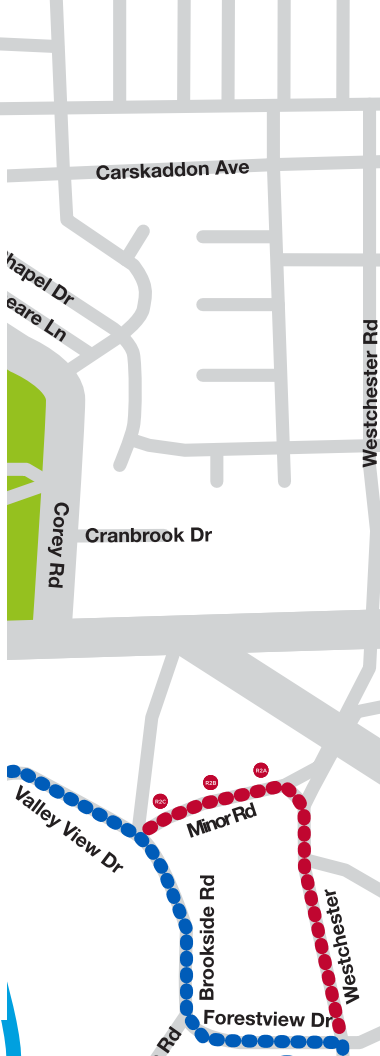 Carskaddon Ave
hapel Dr
eare Ln
Westchester Rd
Corey Rd
Cranbrook Dr
R2A
R2B
R2C
Minor Rd
Valley View Dr
Brookside Rd
Westchester
Forestview Dr
Rd